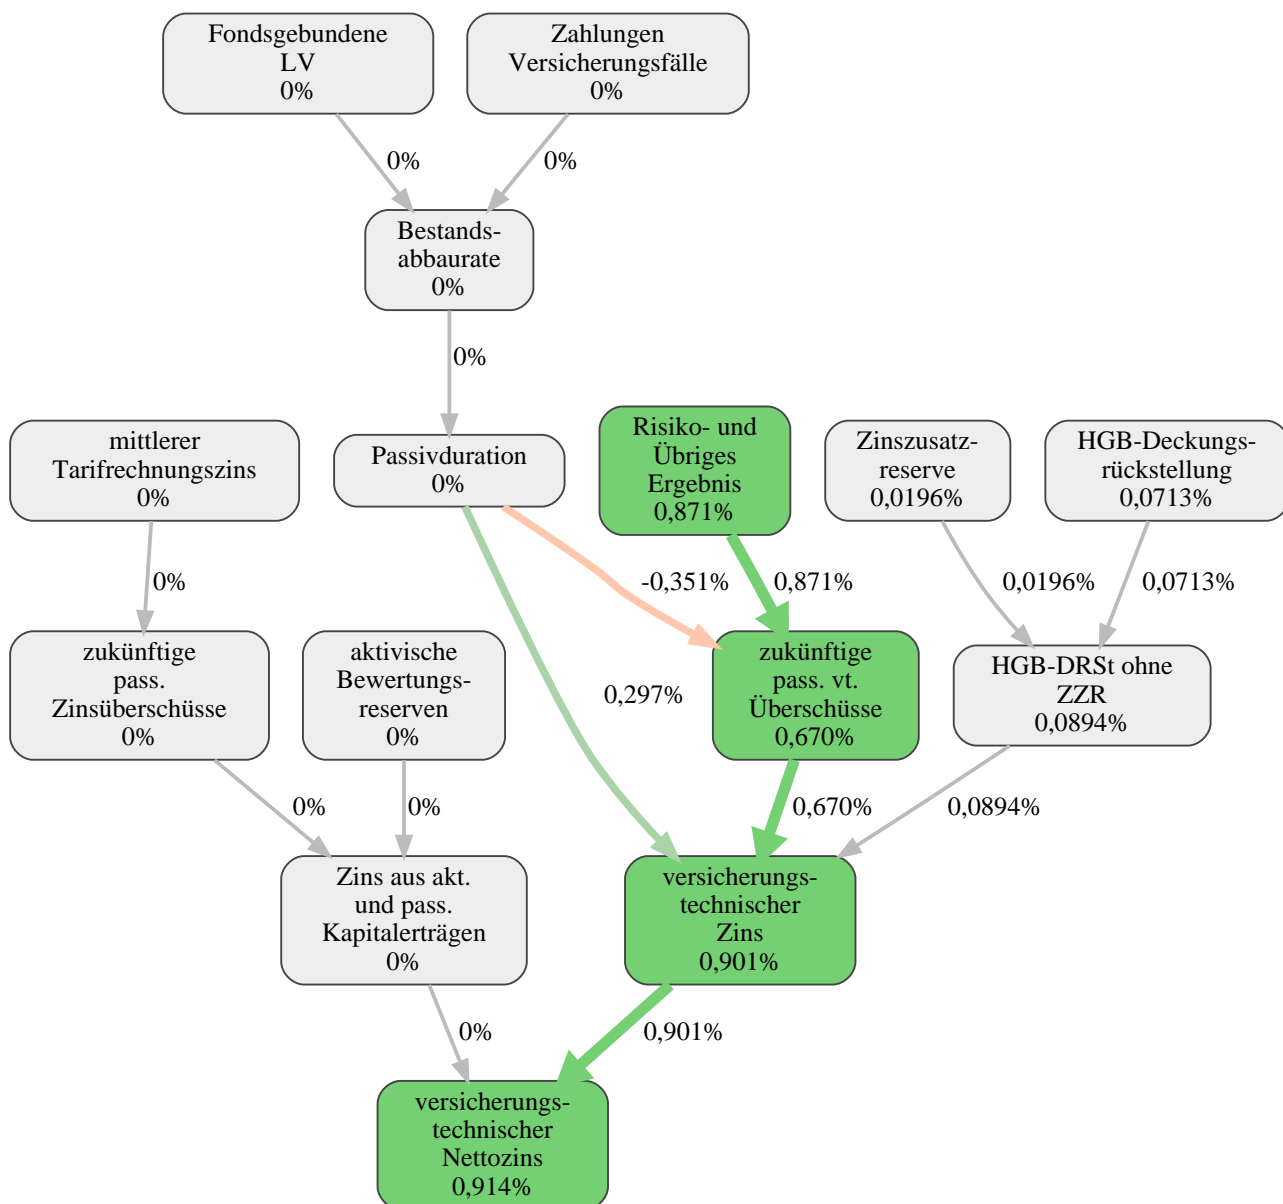 Fondsgebundene
LV
0%
Zahlungen
Versicherungsfälle
0%
0%
0%
Bestands-
abbaurate
0%
0%
mittlerer
Tarifrechnungszins
0%
Passivduration
0%
Risiko- und
Übriges
Ergebnis
0,871%
Zinszusatz-
reserve
0,0196%
HGB-Deckungs-
rückstellung
0,0713%
0%
-0,351%
0,871%
0,0196%
0,0713%
zukünftige
pass.
Zinsüberschüsse
0%
aktivische
Bewertungs-
reserven
0%
0,297%
zukünftige
pass. vt.
Überschüsse
0,670%
HGB-DRSt ohne
ZZR
0,0894%
0%
0%
0,670%
0,0894%
Zins aus akt.
und pass.
Kapitalerträgen
0%
versicherungs-
technischer
Zins
0,901%
0%
0,901%
versicherungs-
technischer
Nettozins
0,914%